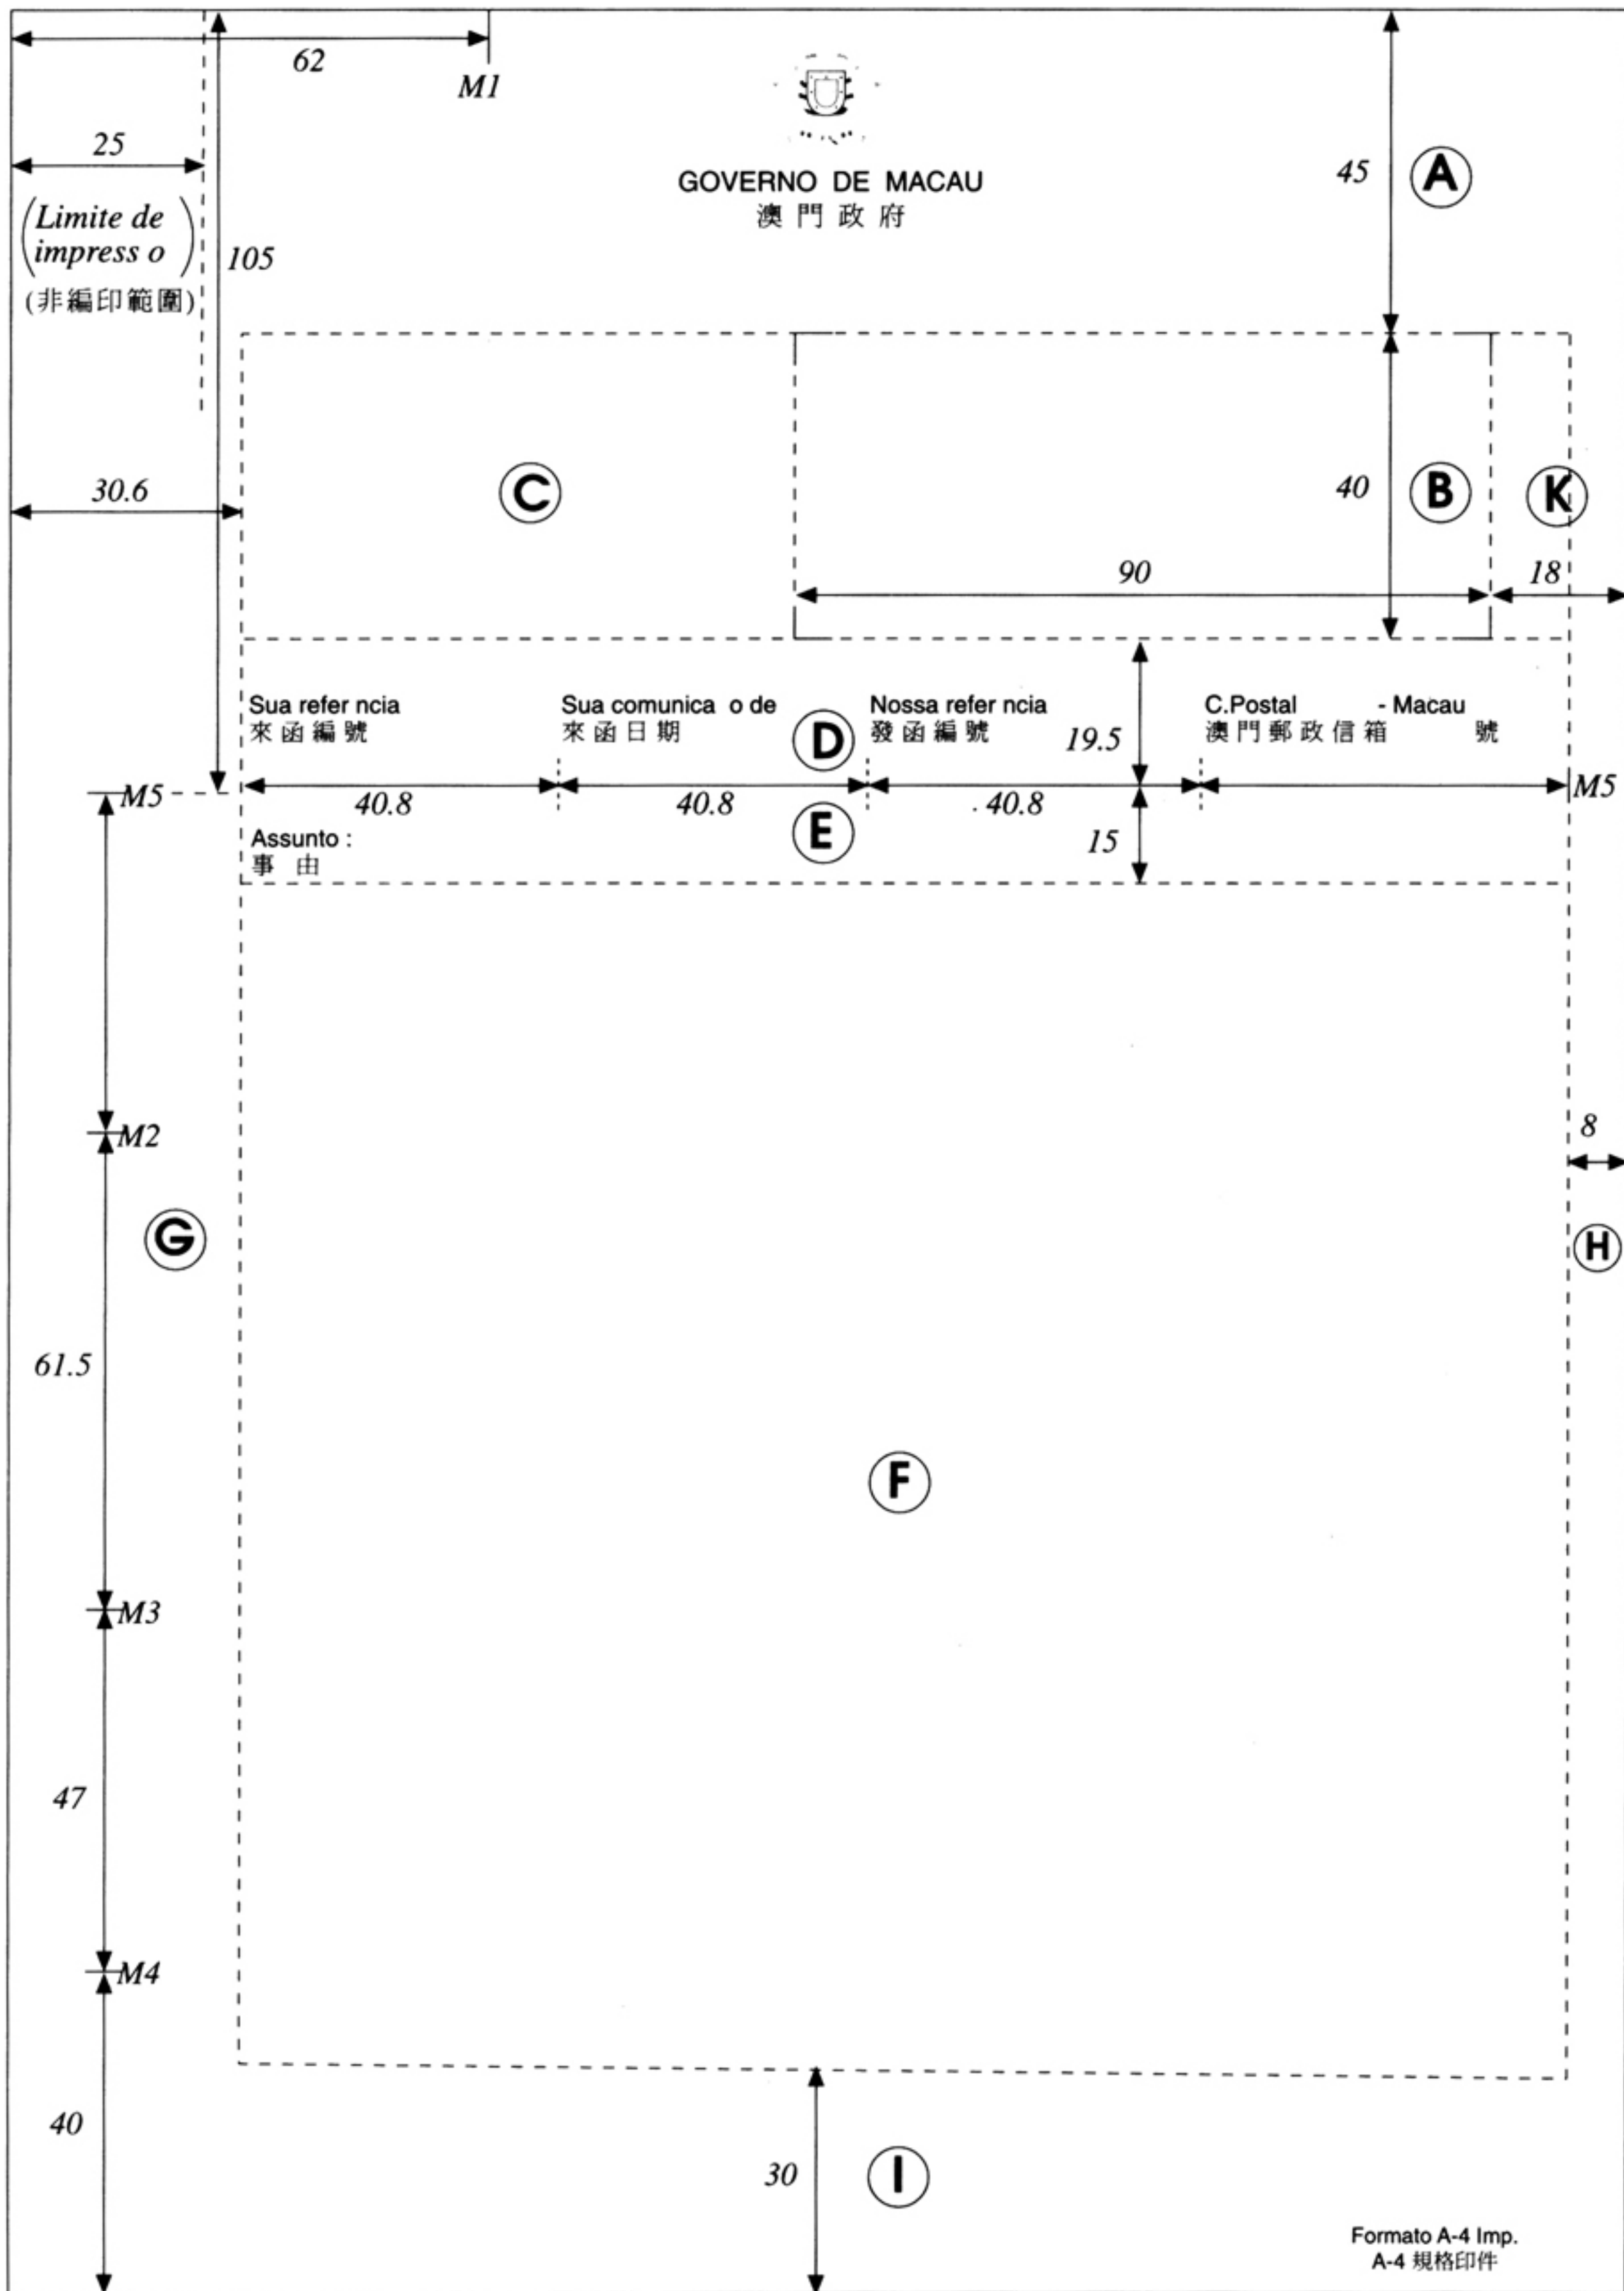 62
M1
GOVERNO DE MACAU
澳門政府
25
45
A
Limite de
impress o
(非編印範圍)
105
30.6
C
40
B
K
90
18
Sua refer ncia
Sua comunica o de
Nossa refer ncia
C.Postal - Macau
來函編號
來函日期
D
發函編號
19.5
澳門郵政信箱 號
M5
40.8
40.8
40.8
M5
Assunto :
事 由
E
15
M2
8
G
H
61.5
F
M3
47
M4
40
30
I
Formato A-4 Imp.
A-4 規格印件